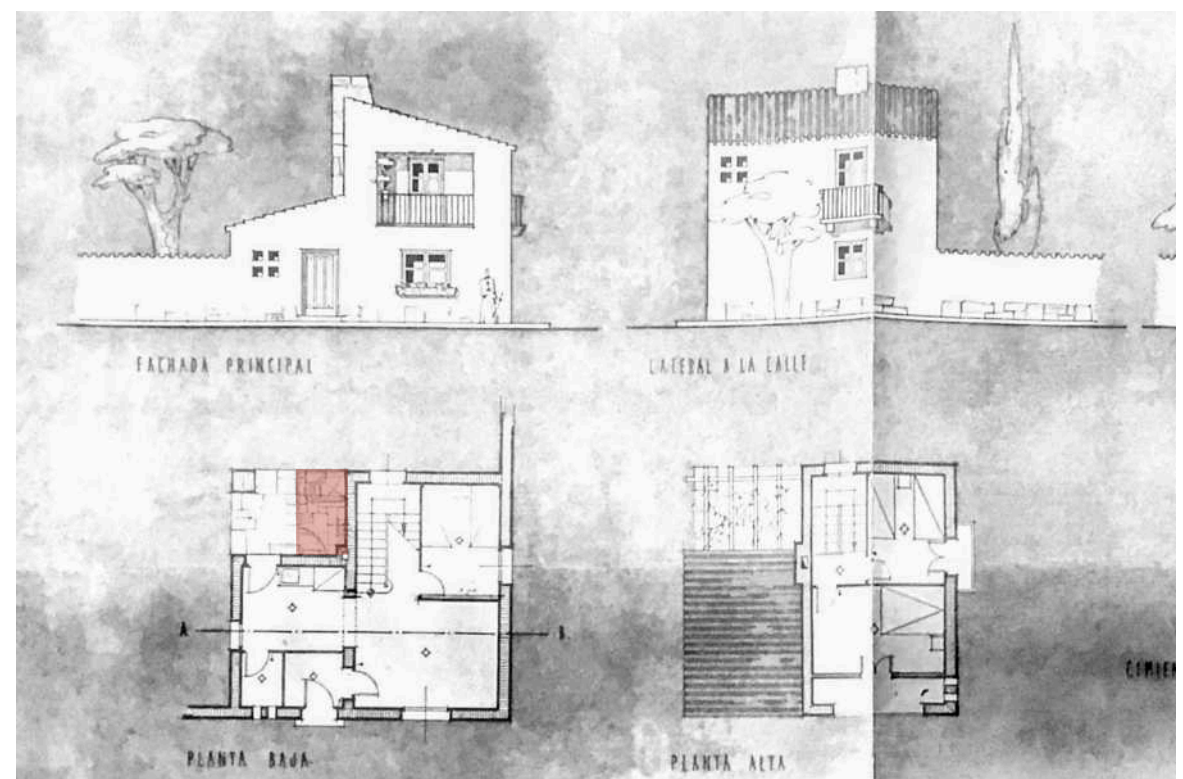 FACHADA PRINCIPAL
LATERAL A LA CALLE
A
B.
PLANTA BAJA
PLANTA ALTA